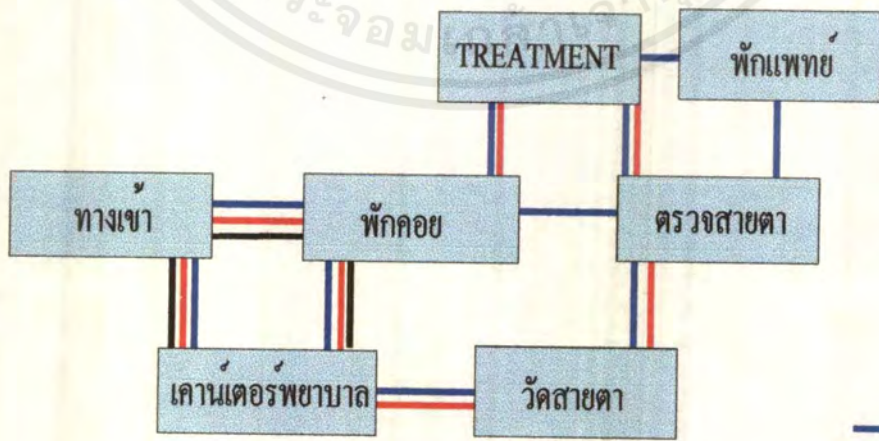 TREATMENT
พักแพทย์
ทางเข้า
พักคอย
ตรวจสายตา
เคาน์เตอร์พยาบาล
วัดสายตา